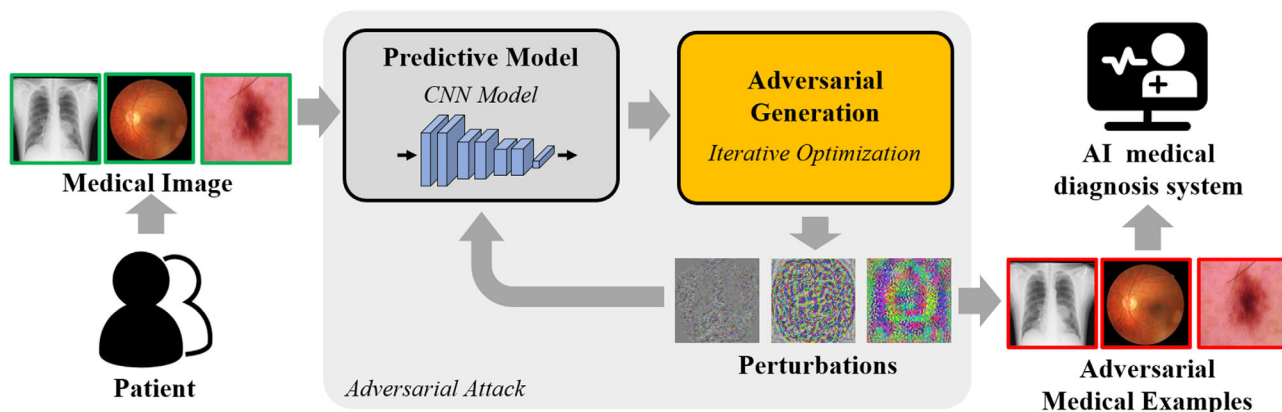 Medical Image
Patient
Predictive Model
CNN Model
Adversarial
Generation
Iterative Optimization
Perturbations
Adversarial Attack
AI medical
diagnosis system
Adversarial
Medical Examples